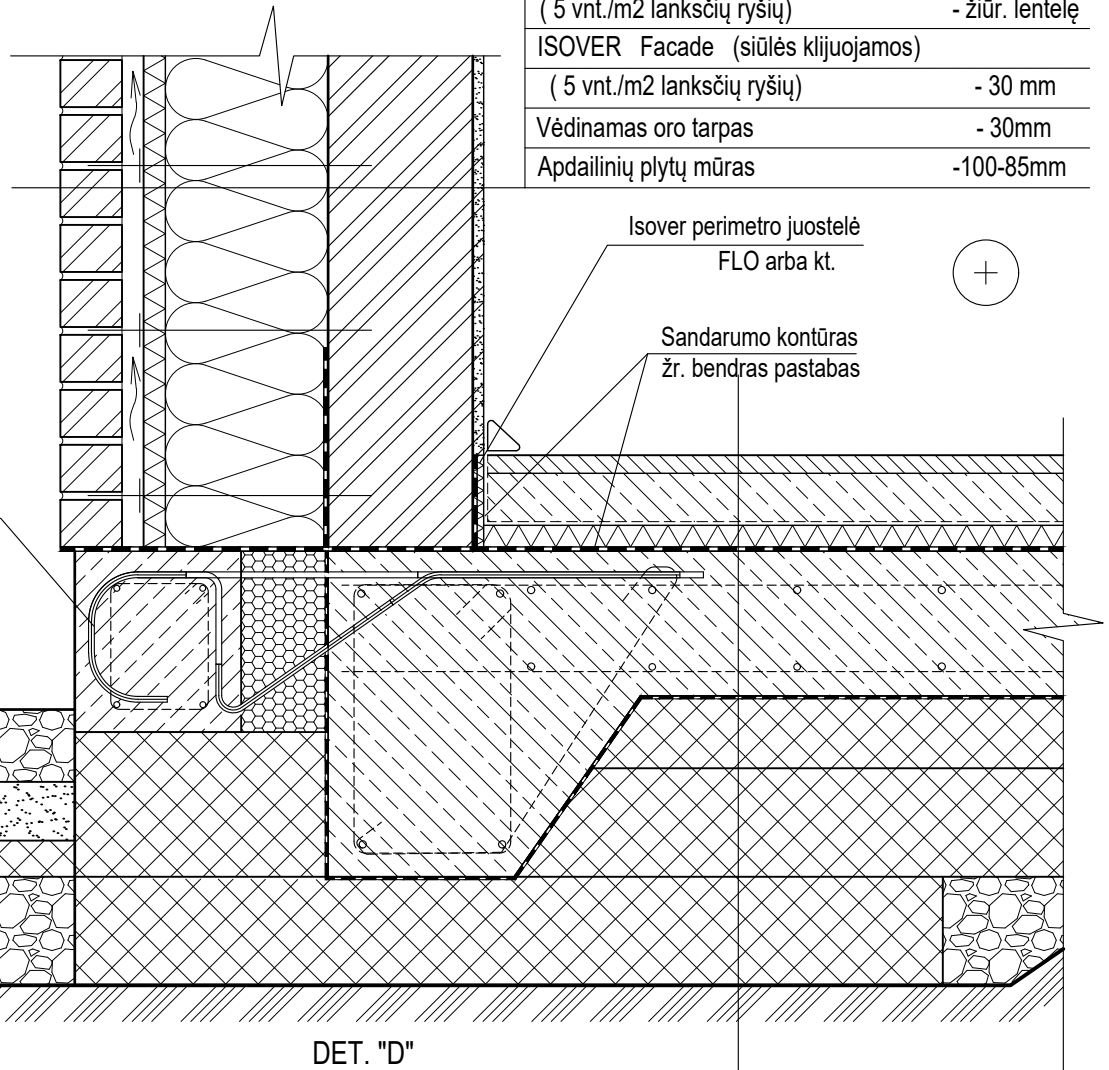 ( 5 vnt./m2 lanksčių ryšių) - žiūr. lentelę
ISOVER Facade (siūlės klijuojamos)
( 5 vnt./m2 lanksčių ryšių) - 30 mm
Vėdinamas oro tarpas - 30mm
Apdailinių plytų mūras -100-85mm
Isover perimetro juostelė
FLO arba kt.
Sandarumo kontūras
žr. bendras pastabas
DET. "D"